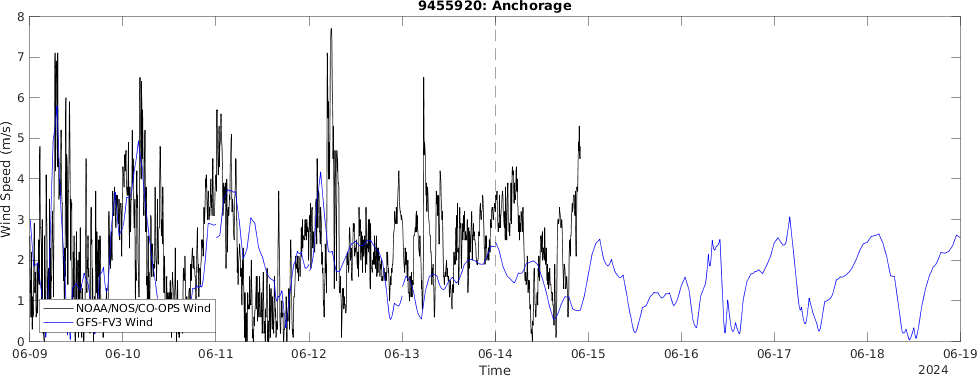 9455920: Anchorage
8
7
6
5
4
3
2
1
0
Wind Speed (m/s)
NOAA/NOS/CO-OPS Wind
GFS-FV3 Wind
06-09 06-10 06-11 06-12 06-13 06-14 06-15 06-16 06-17 06-18 06-19
Time
2024